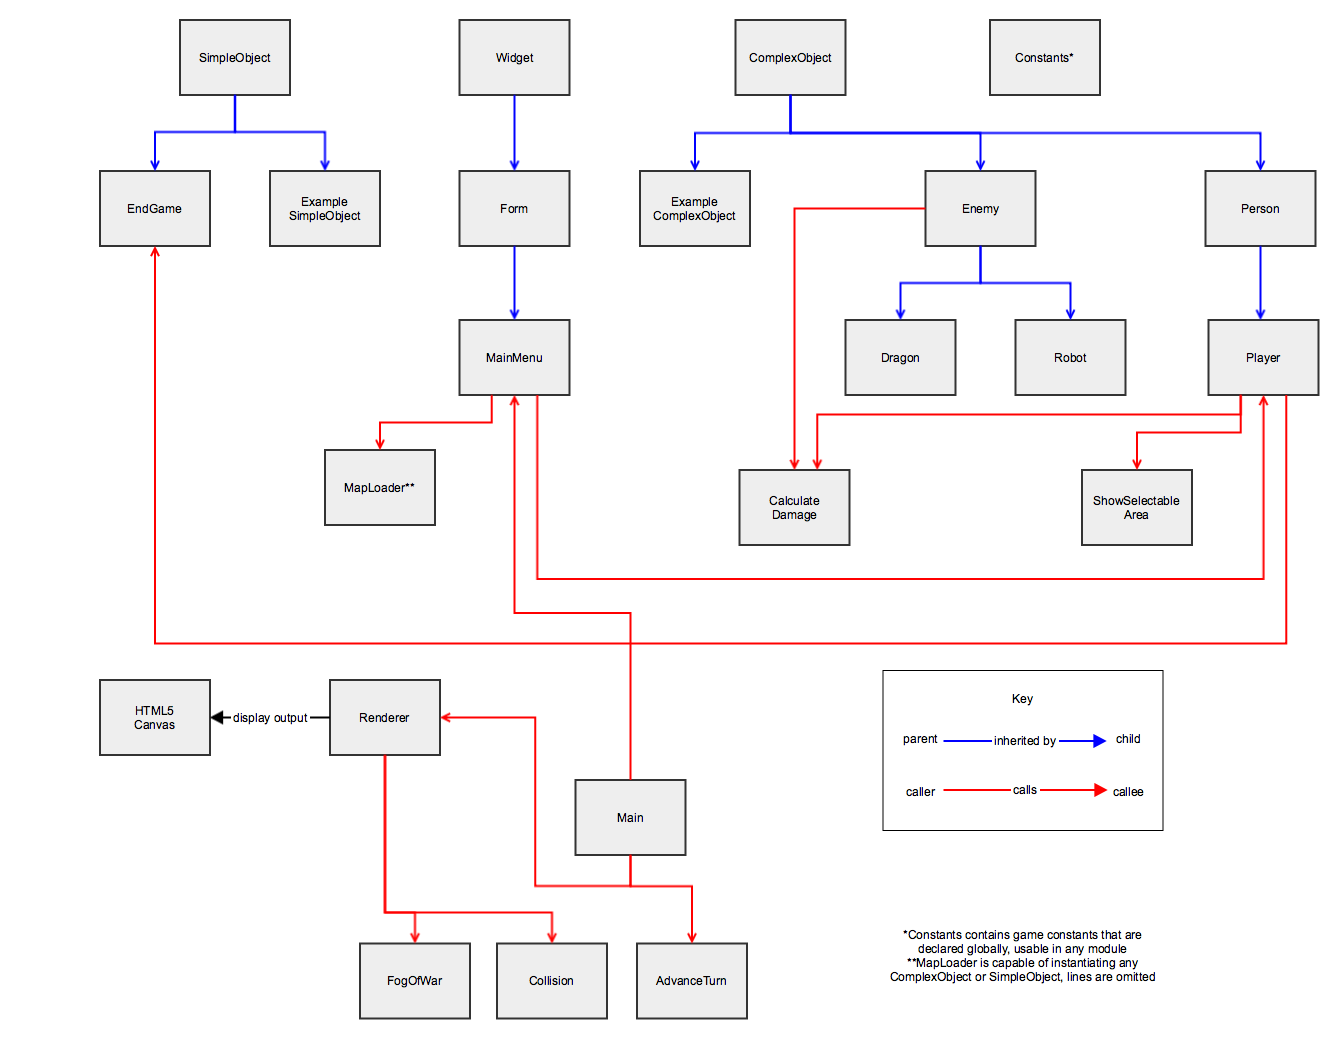 SimpleObject
Widget
ComplexObject
Constants*
EndGame
Example
SimpleObject
Form
Example
ComplexObject
Enemy
Person
MainMenu
Dragon
Robot
Player
MapLoader**
Calculate
Damage
ShowSelectable
Area
HTML5
Canvas
display output
Renderer
Main
Key
parent
inherited by
child
caller
calls
callee
FogOfWar
Collision
AdvanceTurn
*Constants contains game constants that are
declared globally, usable in any module
**MapLoader is capable of instantiating any
ComplexObject or SimpleObject, lines are omitted